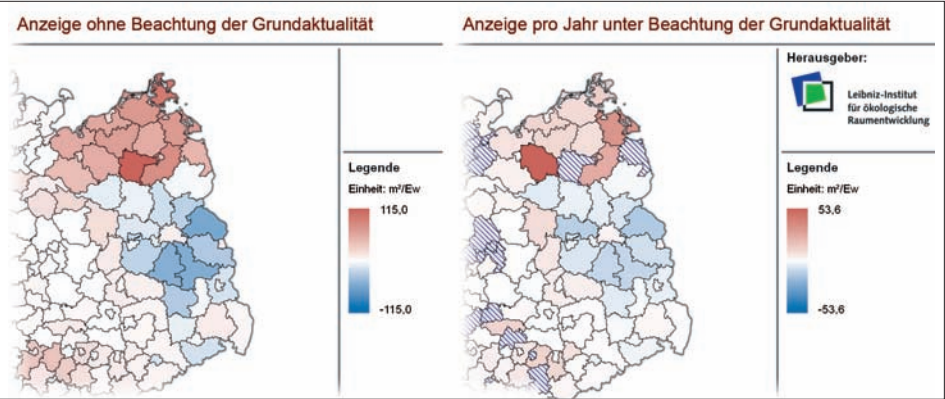 Anzeige ohne Beachtung der Grundaktualität
Legende
Einheit: m²/Ew
115,0
-115,0
Anzeige pro Jahr unter Beachtung der Grundaktualität
Herausgeber:
Leibniz-Institut
für ökologische
Raumentwicklung
Legende
Einheit: m²/Ew
53,6
-53,6